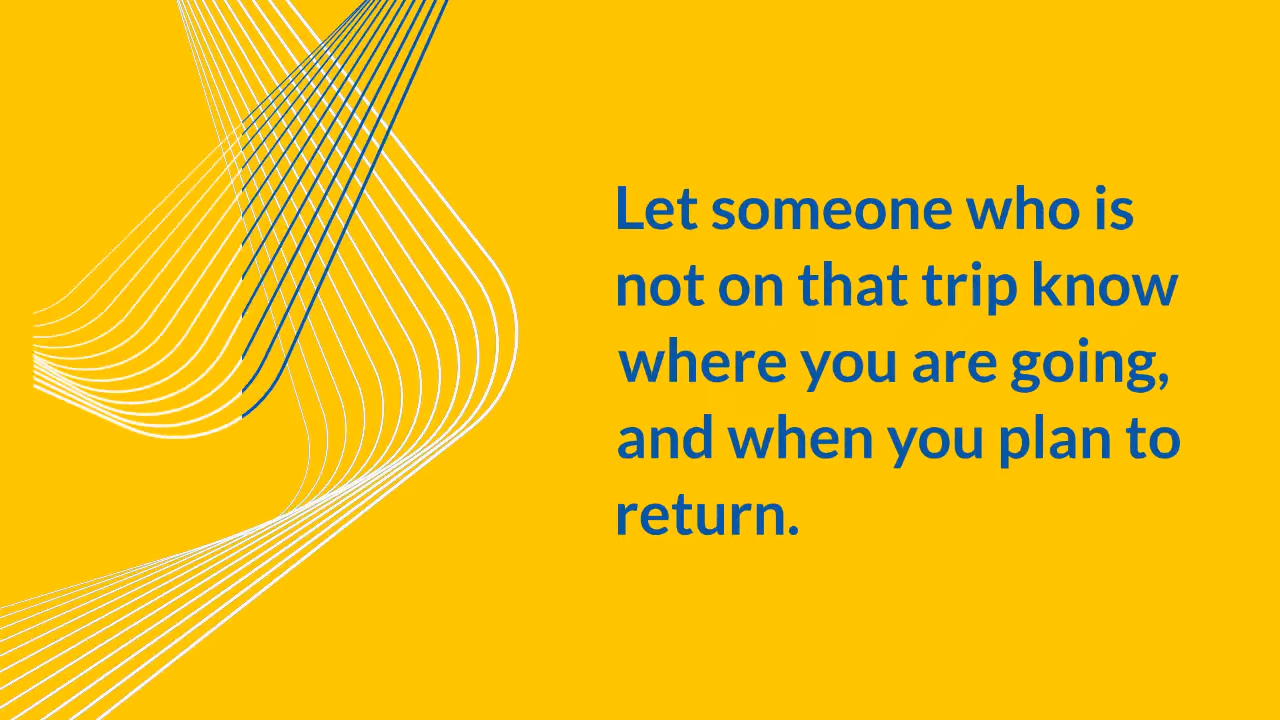 Let someone who is
not on that trip know
where you are going,
and when you plan to
return.